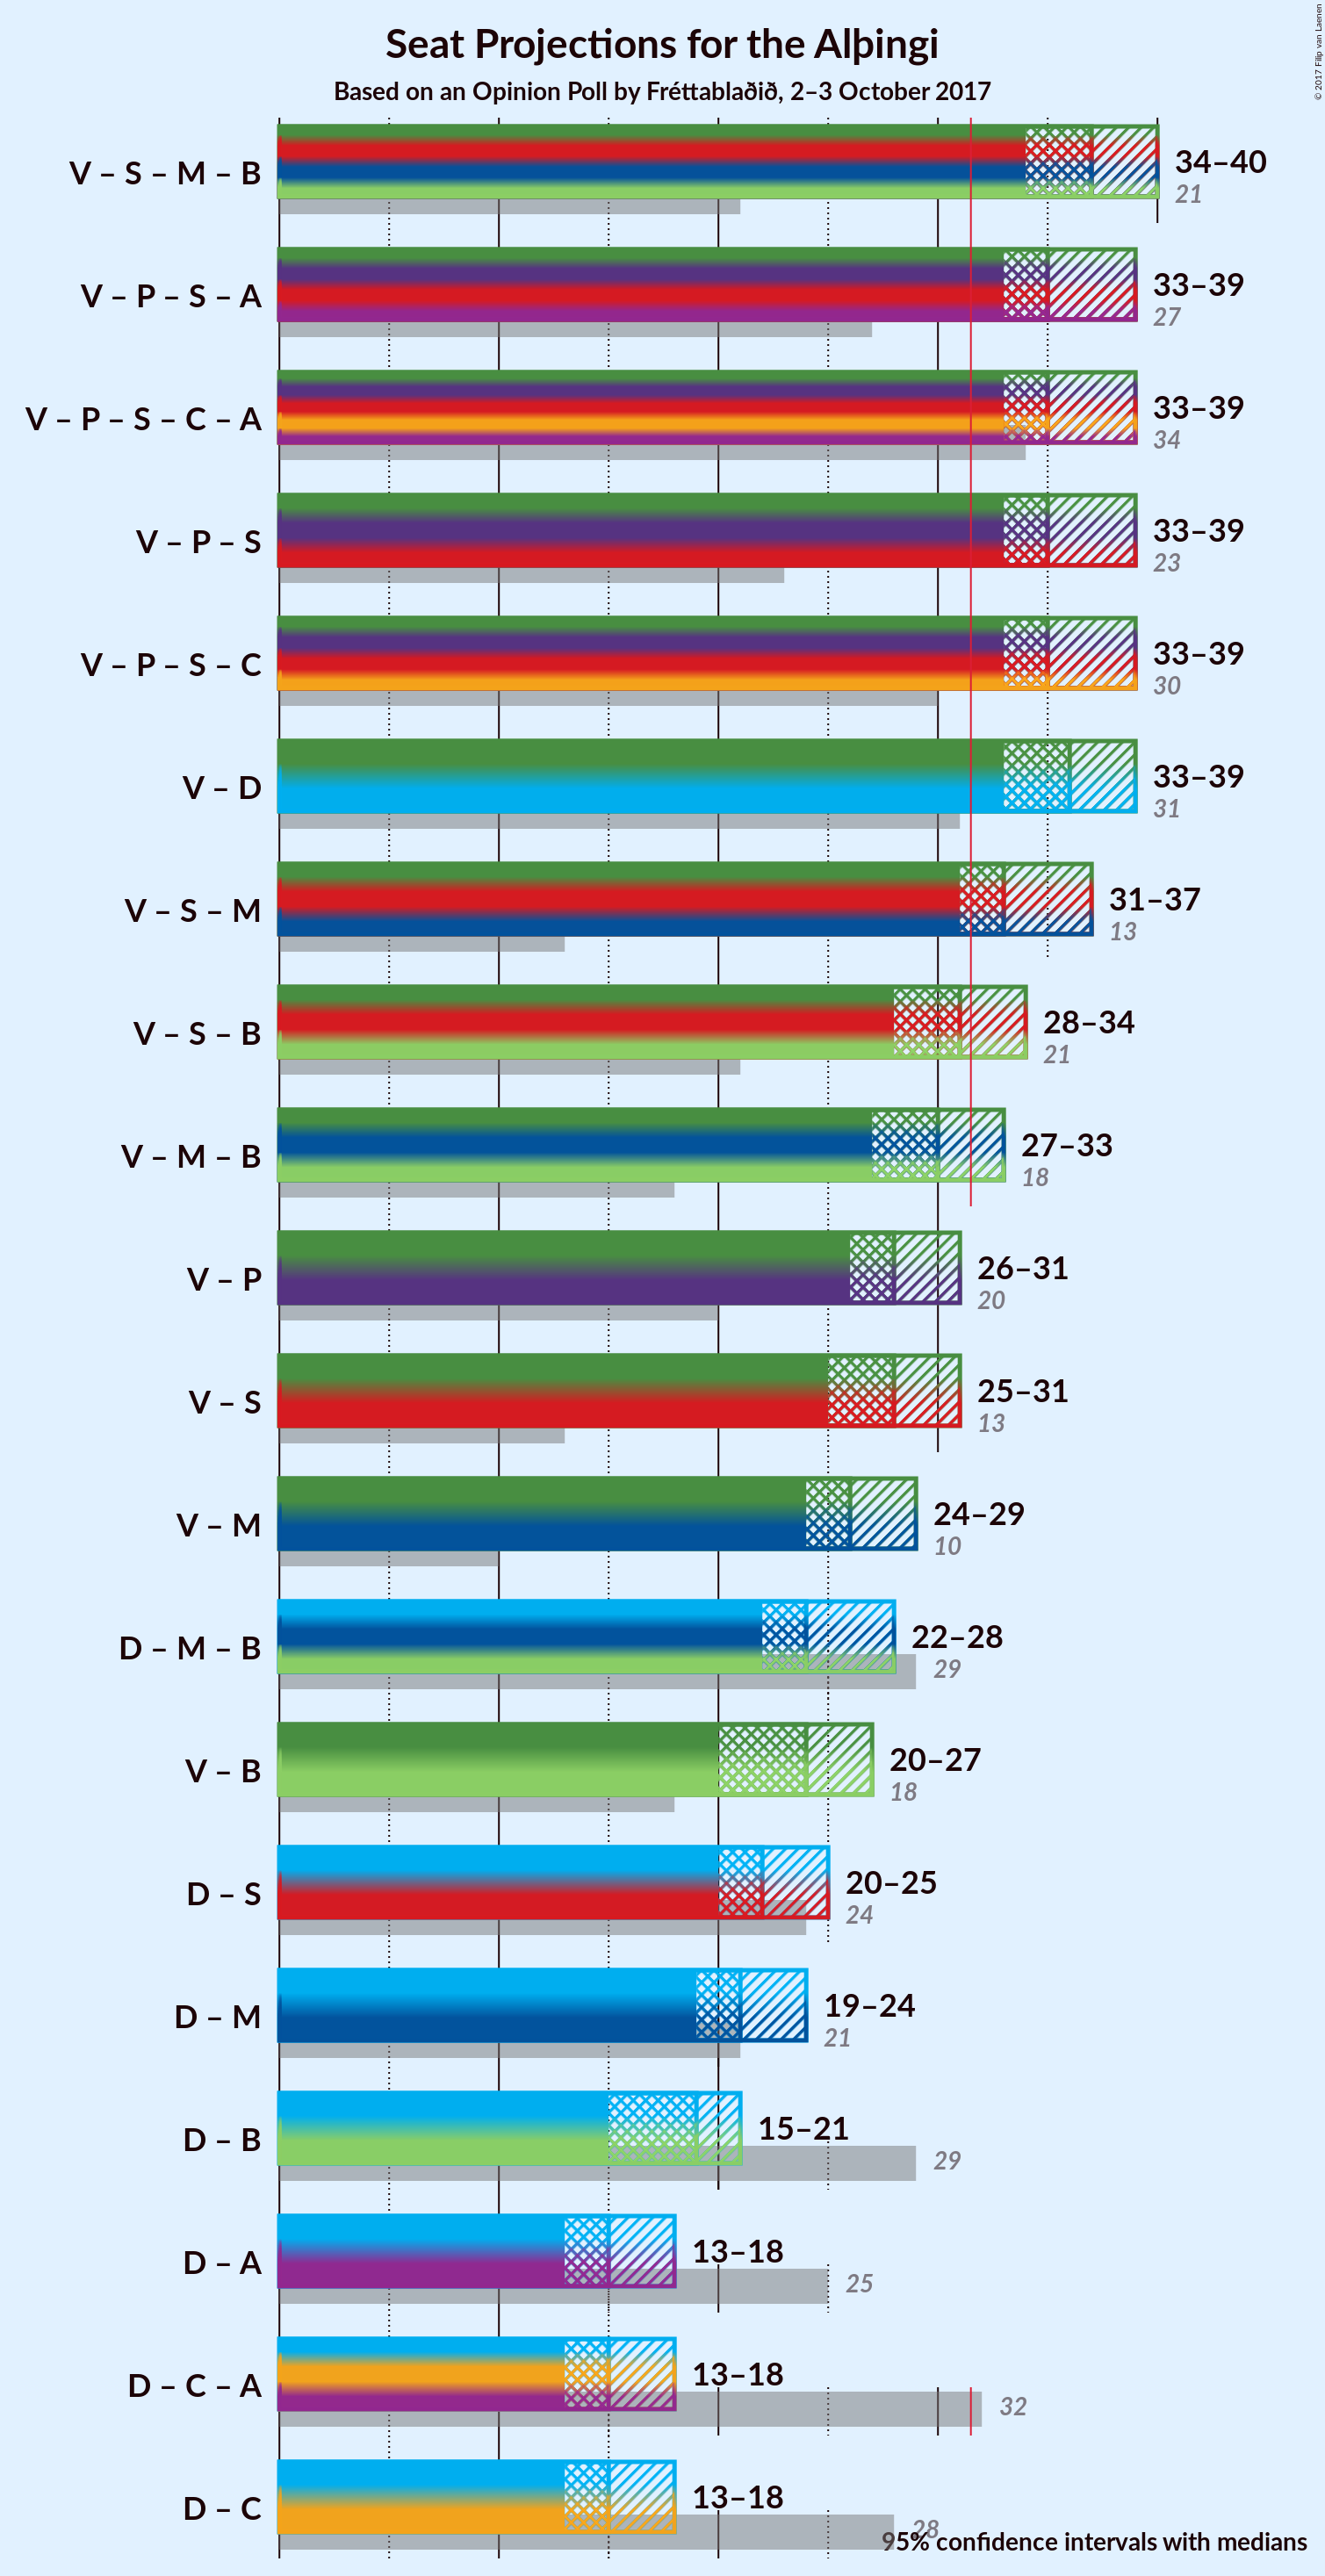 Seat Projections for the Alþingi
Based on an Opinion Poll by Fréttablaðið, 2–3 October 2017
© 2017 Filip van Laenen
V – S – M – B
34–40
21
V – P – S – A
33–39
27
V – P – S – C – A
33–39
34
V – P – S
33–39
23
V – P – S – C
33–39
30
V – D
33–39
31
V – S – M
31–37
13
V – S – B
28–34
21
V – M – B
27–33
18
V – P
26–31
20
V – S
25–31
13
V – M
24–29
10
D – M – B
22–28
29
V – B
20–27
18
D – S
20–25
24
D – M
19–24
21
D – B
15–21
29
D – A
13–18
25
D – C – A
13–18
32
D – C
13–18
28
95% confidence intervals with medians